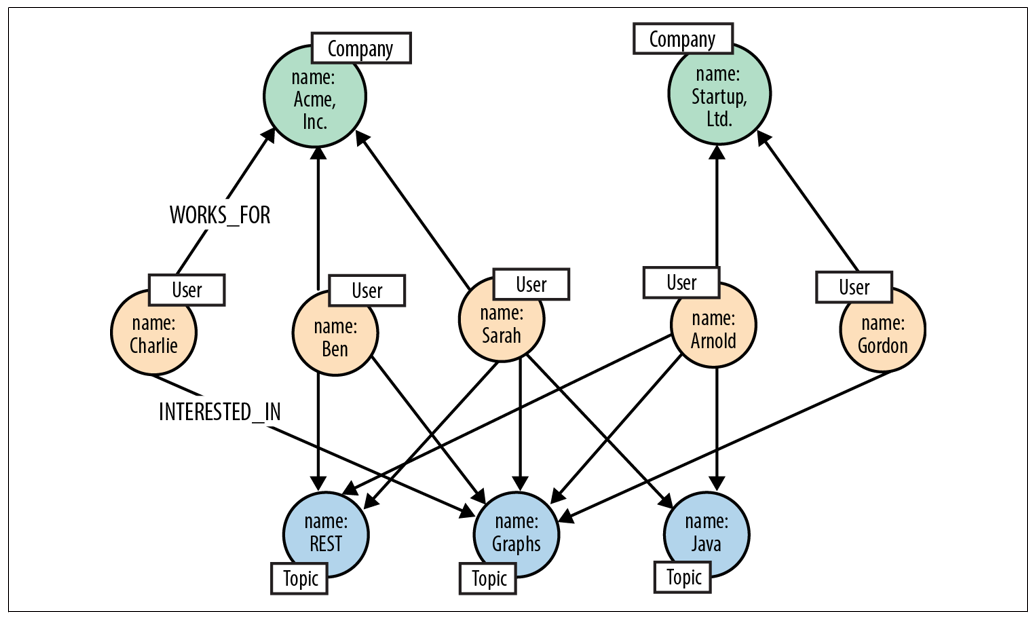 Company
name:
Acme,
Inc.
Company
name:
Startup,
Ltd.
WORKS_FOR
User
name:
Charlie
User
name:
Ben
User
name:
Sarah
User
name:
Arnold
User
name:
Gordon
INTERESTED_IN
name:
REST
Topic
name:
Graphs
Topic
name:
Java
Topic